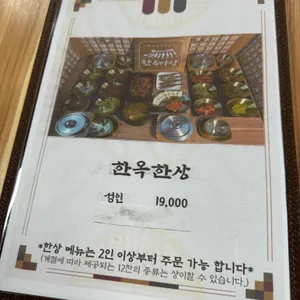 한옥한상
성인 19,000
*한상 메뉴는 2인 이상부터 주문 가능 합니다*
(계절에 따라 제공되는 12찬의 종류는 상이할 수 있습니다.)